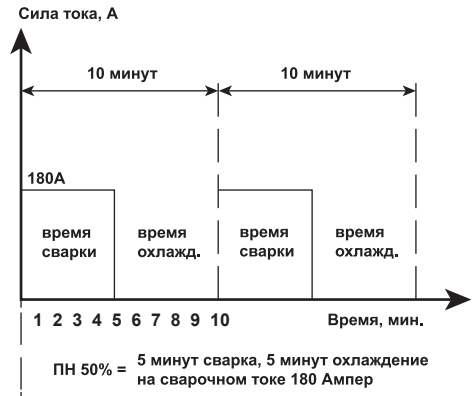 Сила тока, А
10 минут 10 минут
180А
время сварки
время охлажд.
время сварки
время охлажд.
1 2 3 4 5 6 7 8 9 10 Время, мин.
ПН 50% = 5 минут сварка, 5 минут охлаждение
на сварочном токе 180 Ампер